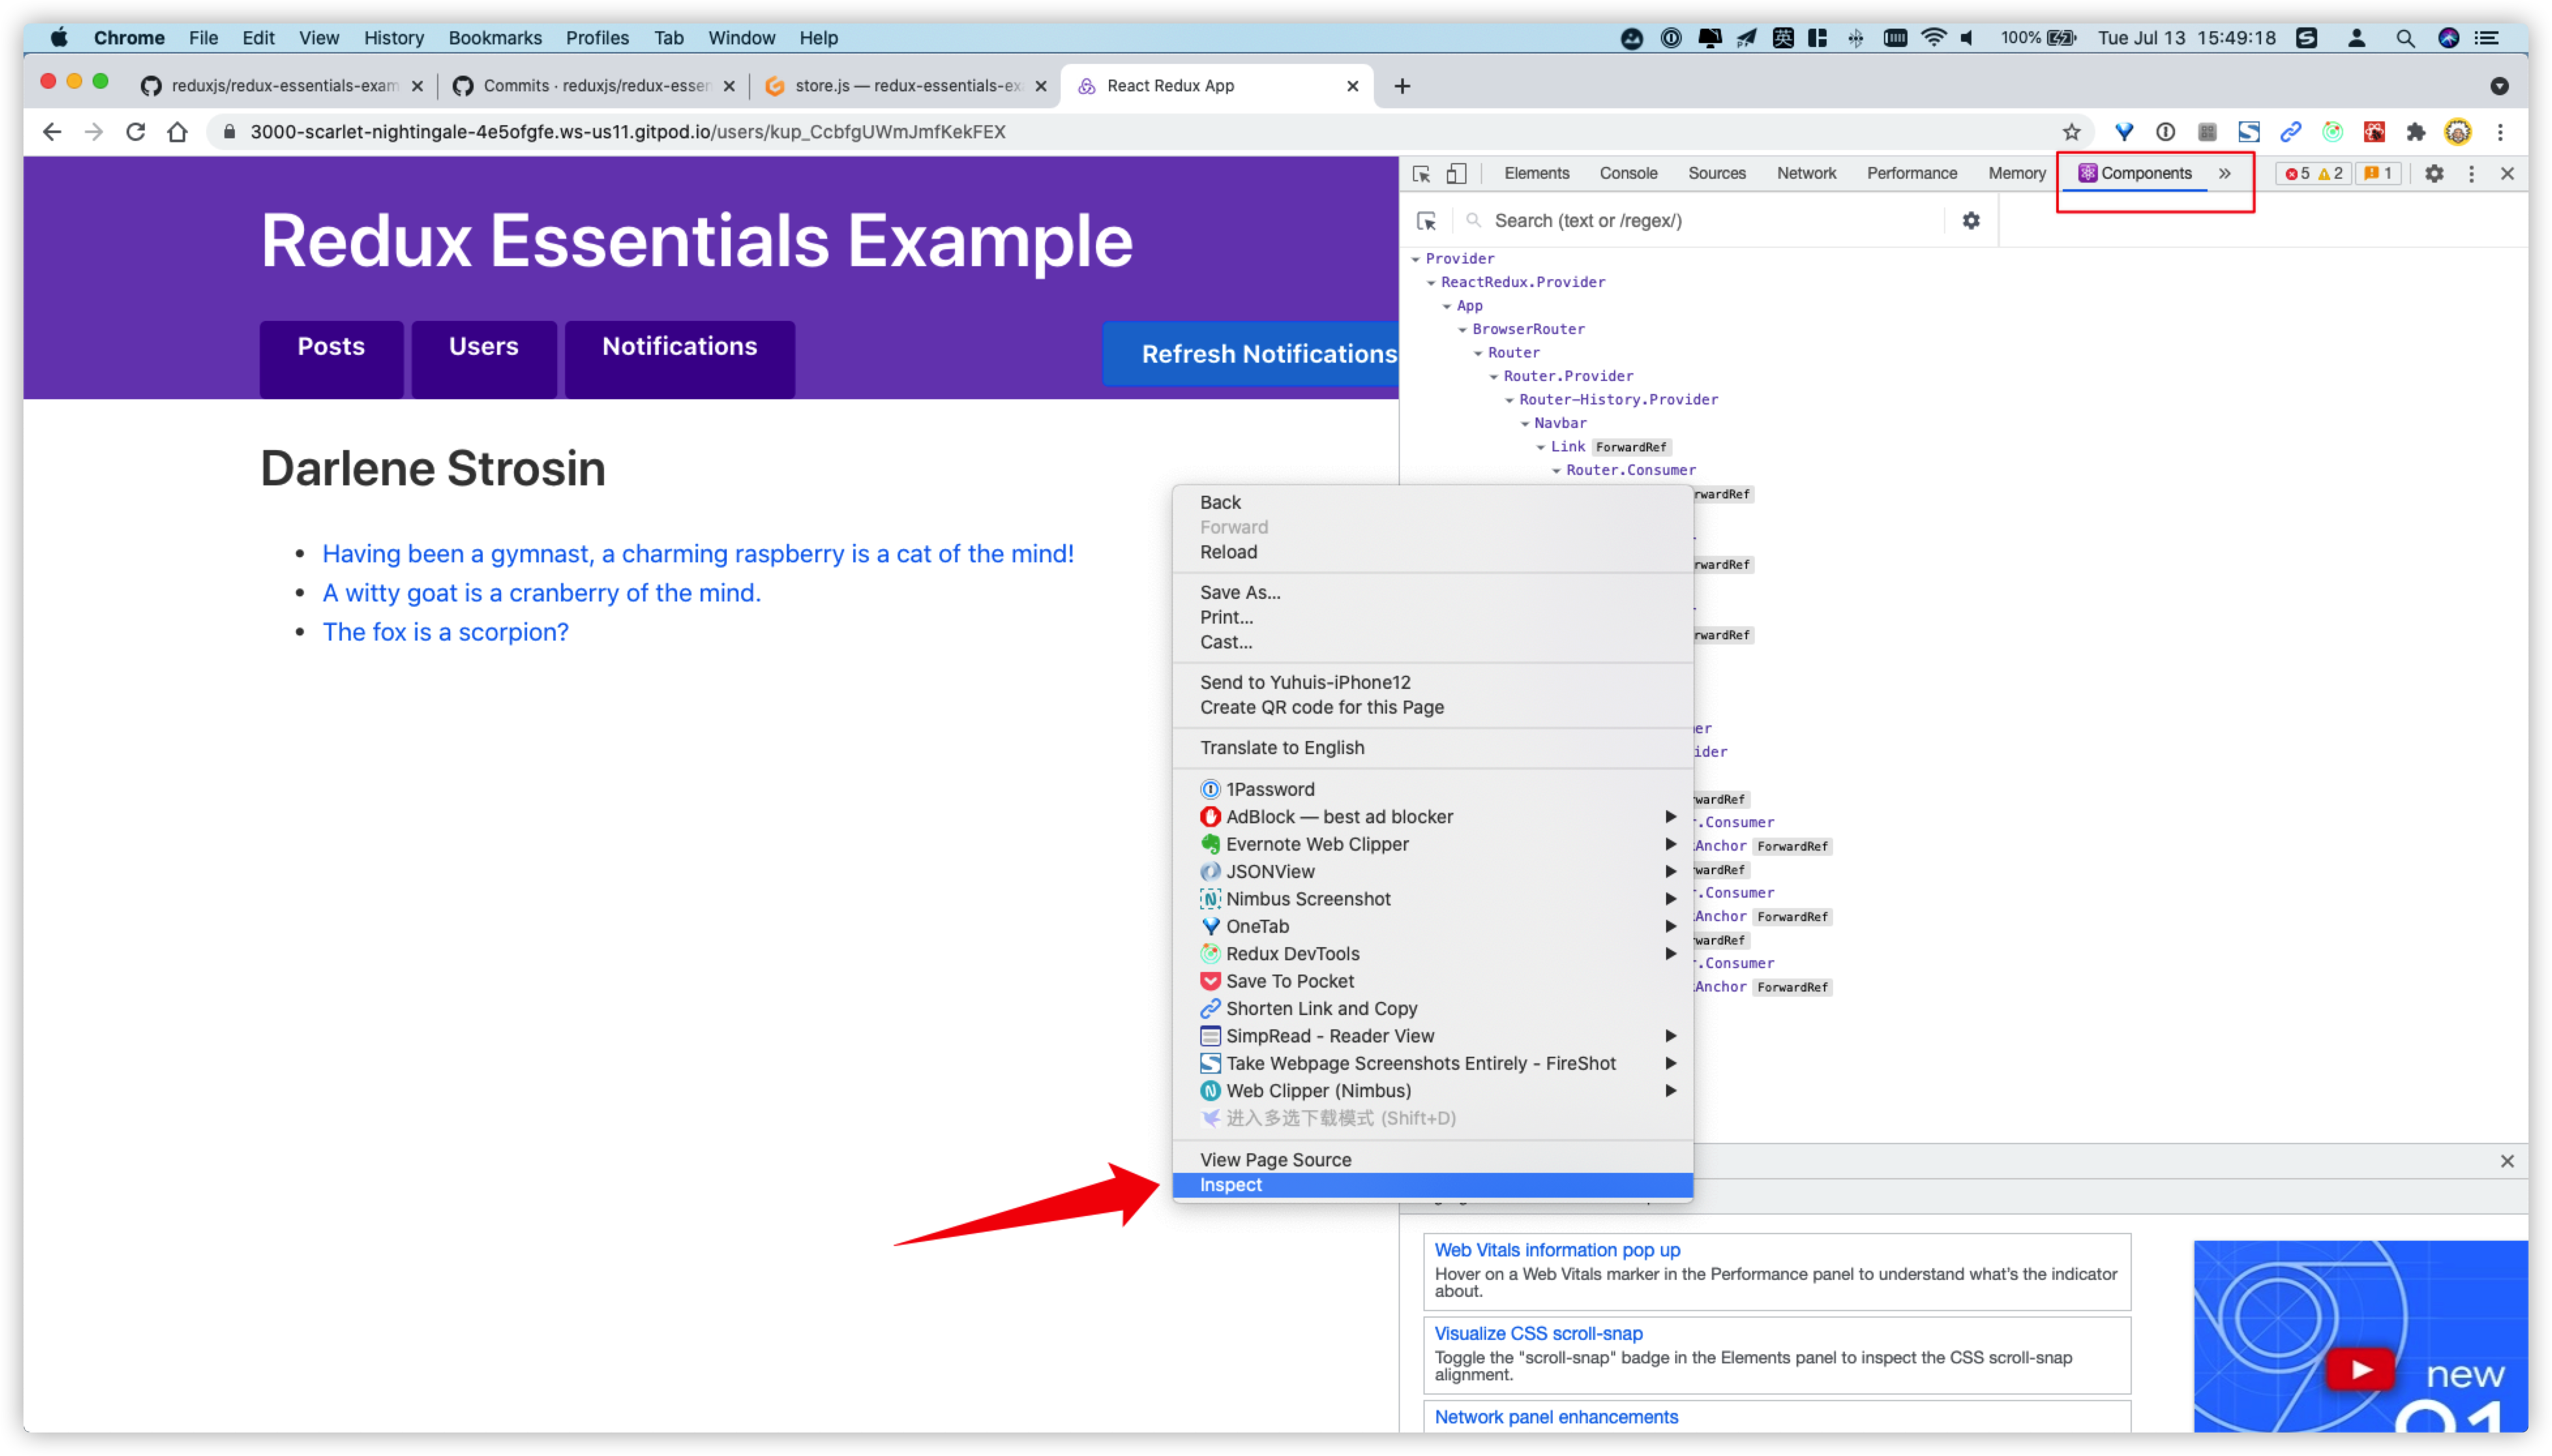 Chrome File Edit View History Bookmarks Profiles Tab Window Help
英 100% Tue Jul 13 15:49:18
reduxjs/redux-essentials-exam
Commits · reduxjs/redux-essen
store.js — redux-essentials-ex
React Redux App
3000-scarlet-nightingale-4e5ofgfe.ws-us11.gitpod.io/users/kup_CcbfgUWmJmfKekFEX
Redux Essentials Example
Posts
Users
Notifications
Refresh Notifications
Darlene Strosin
Having been a gymnast, a charming raspberry is a cat of the mind!
A witty goat is a cranberry of the mind.
The fox is a scorpion?
Elements Console Sources Network Performance Memory Components » 5 2 1
Search (text or /regex/)
Provider
ReactRedux.Provider
App
BrowserRouter
Router
Router.Provider
Router-History.Provider
Navbar
Link ForwardRef
Router.Consumer
rwardRef
rwardRef
rwardRef
er
ider
wardRef
r.Consumer
Anchor ForwardRef
wardRef
r.Consumer
Anchor ForwardRef
wardRef
r.Consumer
Anchor ForwardRef
Back
Forward
Reload
Save As...
Print...
Cast...
Send to Yuhuis-iPhone12
Create QR code for this Page
Translate to English
1Password
AdBlock — best ad blocker
Evernote Web Clipper
JSONView
Nimbus Screenshot
OneTab
Redux DevTools
Save To Pocket
Shorten Link and Copy
SimpRead - Reader View
Take Webpage Screenshots Entirely - FireShot
Web Clipper (Nimbus)
进入多选下载模式 (Shift+D)
View Page Source
Inspect
Web Vitals information pop up
Hover on a Web Vitals marker in the Performance panel to understand what's the indicator
about.
Visualize CSS scroll-snap
Toggle the "scroll-snap" badge in the Elements panel to inspect the CSS scroll-snap
alignment.
Network panel enhancements
new
91